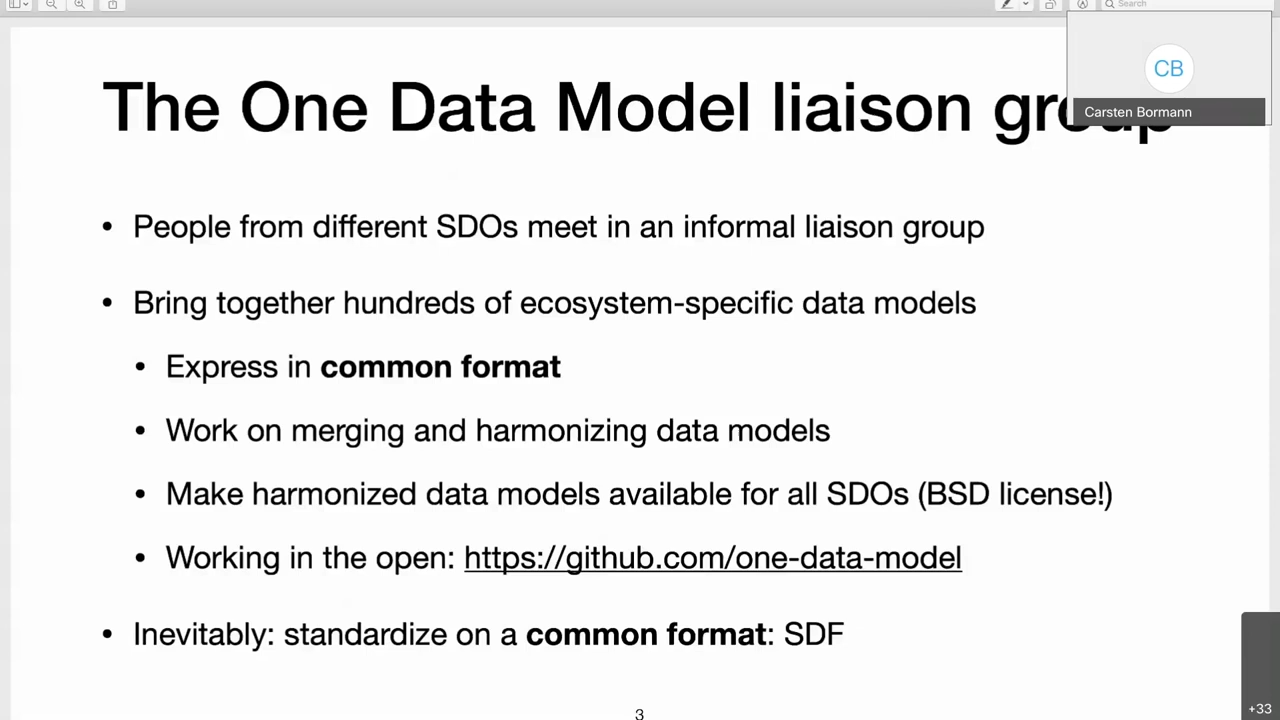 Search
CB
Carsten Bormann
The One Data Model liaison group
• People from different SDOs meet in an informal liaison group
• Bring together hundreds of ecosystem-specific data models
• Express in common format
• Work on merging and harmonizing data models
• Make harmonized data models available for all SDOs (BSD license!)
• Working in the open: https://github.com/one-data-model
• Inevitably: standardize on a common format: SDF
3
+33